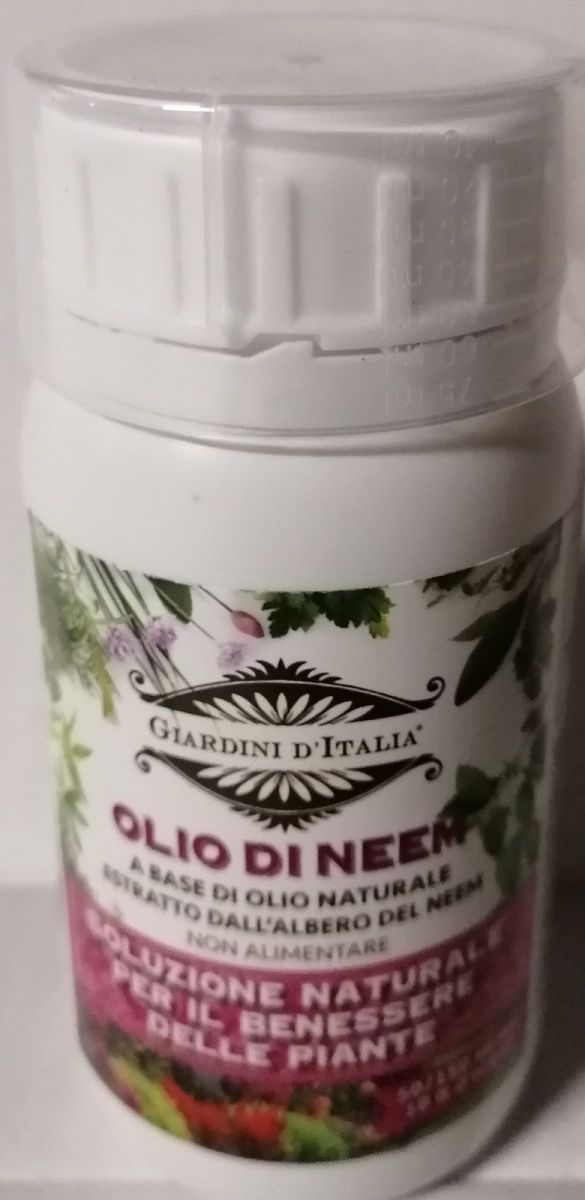 GIARDINI D'ITALIA®
OLIO DI NEEM
A BASE DI OLIO NATURALE
ESTRATTO DALL'ALBERO DEL NEEM
NON ALIMENTARE
SOLUZIONE NATURALE
PER IL BENESSERE
DELLE PIANTE